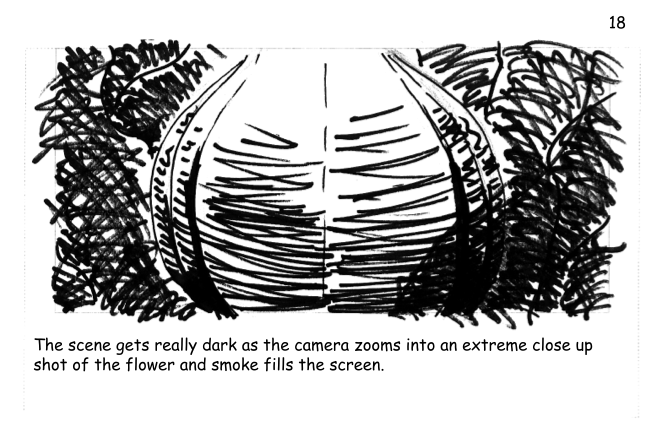 18
The scene gets really dark as the camera zooms into an extreme close up
shot of the flower and smoke fills the screen.